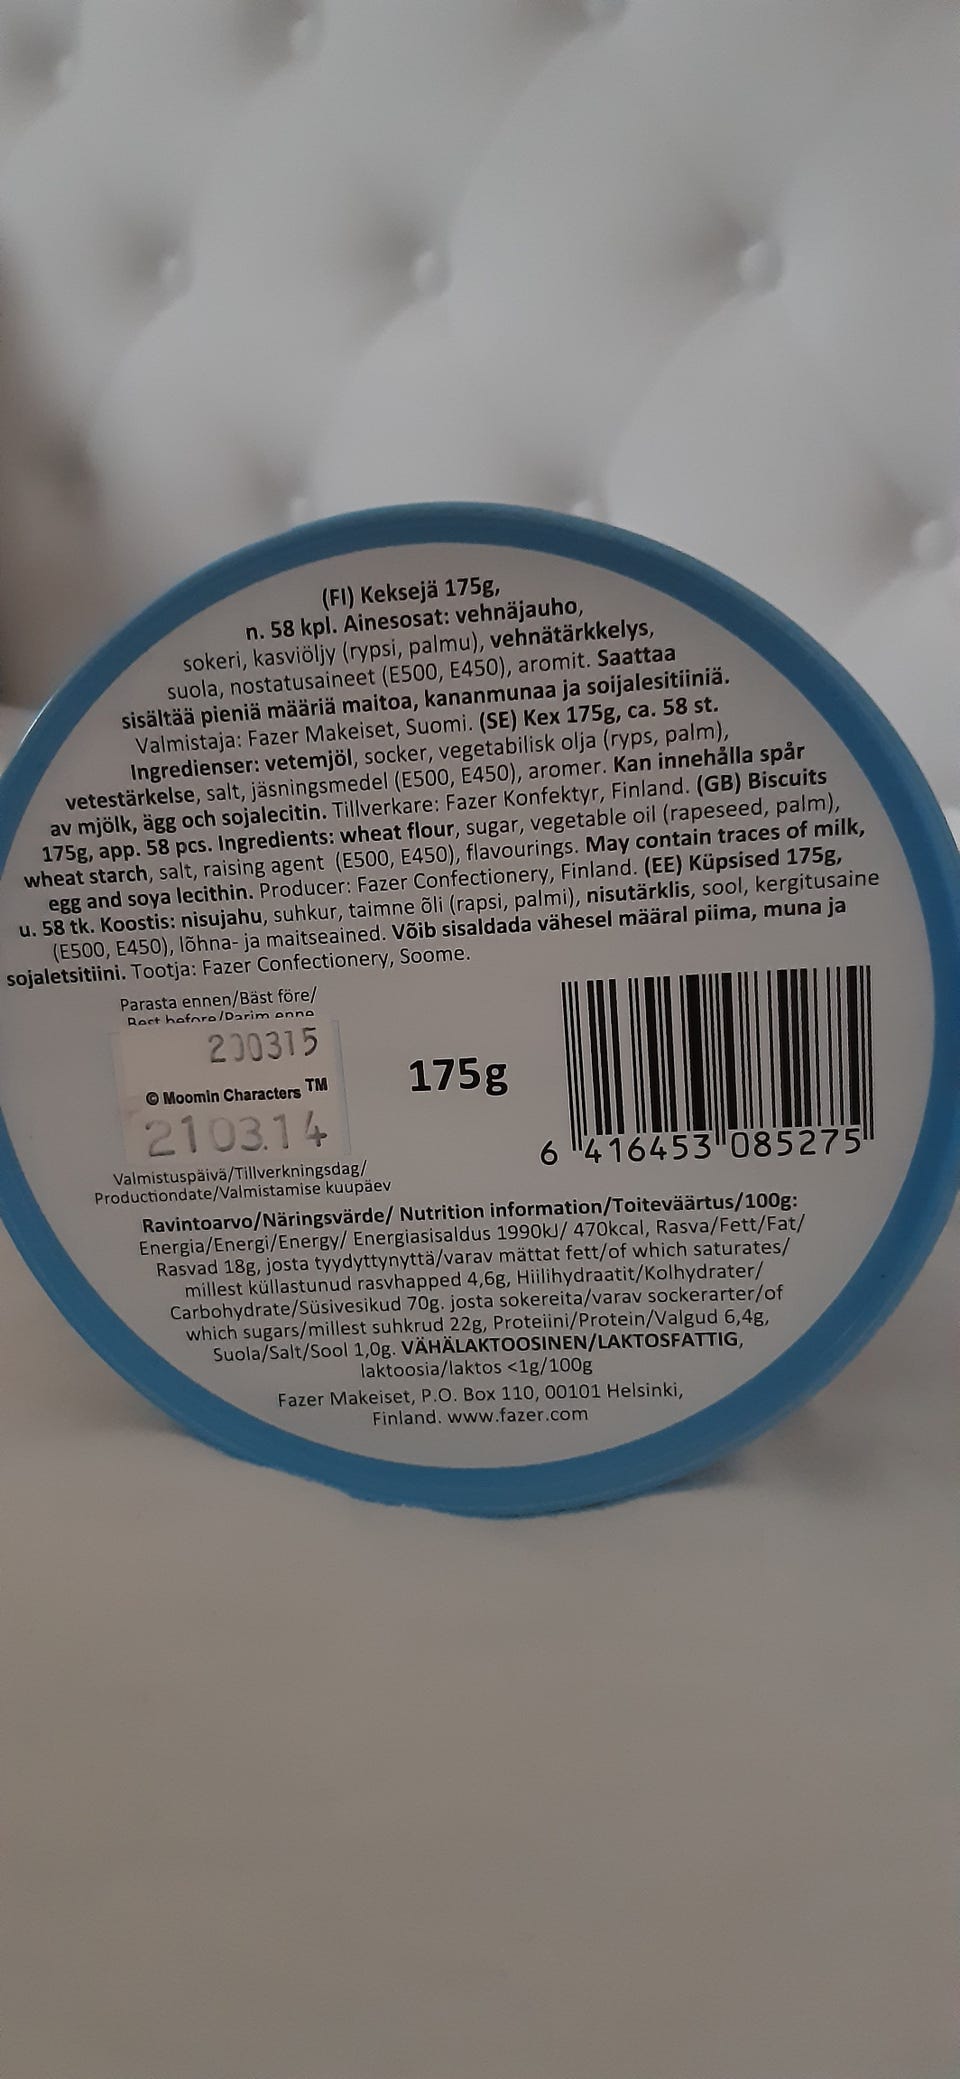 (FI) Keksejä 175g,
n. 58 kpl. Ainesosat: vehnäjauho,
sokeri, kasviöljy (rypsi, palmu), vehnätärkkelys,
suola, nostatusaineet (E500, E450), aromit. Saattaa
sisältää pieniä määriä maitoa, kananmunaa ja soijalesitiiniä.
Valmistaja: Fazer Makeiset, Suomi. (SE) Kex 175g, ca. 58 st.
Ingredienser: vetemjöl, socker, vegetabilisk olja (ryps, palm),
vetestärkelse, salt, jäsningsmedel (E500, E450), aromer. Kan innehålla spår
av mjölk, ägg och sojalecitin. Tillverkare: Fazer Konfektyr, Finland. (GB) Biscuits
175g, app. 58 pcs. Ingredients: wheat flour, sugar, vegetable oil (rapeseed, palm),
wheat starch, salt, raising agent (E500, E450), flavourings. May contain traces of milk,
egg and soya lecithin. Producer: Fazer Confectionery, Finland. (EE) Küpsised 175g,
u. 58 tk. Koostis: nisujahu, suhkur, taimne õli (rapsi, palmi), nisutärklis, sool, kergitusaine
(E500, E450), lõhna- ja maitseained. Võib sisaldada vähesel määral piima, muna ja
sojaletsitiini. Tootja: Fazer Confectionery, Soome.
Parasta ennen/Bäst före/
Best before/Parim enne
200315
© Moomin Characters TM
210314
175g
6 416453 085275
Valmistuspäivä/Tillverkningsdag/
Productiondate/Valmistamise kuupäev
Ravintoarvo/Näringsvärde/ Nutrition information/Toiteväärtus/100g:
Energia/Energi/Energy/ Energiasisaldus 1990kJ/ 470kcal, Rasva/Fett/Fat/
Rasvad 18g, josta tyydyttynyttä/varav mättat fett/of which saturates/
millest küllastunud rasvhapped 4,6g, Hiilihydraatit/Kolhydrater/
Carbohydrate/Süsivesikud 70g. josta sokereita/varav sockerarter/of
which sugars/millest suhkrud 22g, Proteiini/Protein/Valgud 6,4g,
Suola/Salt/Sool 1,0g. VÄHÄLAKTOOSINEN/LAKTOSFATTIG,
laktoosia/laktos <1g/100g
Fazer Makeiset, P.O. Box 110, 00101 Helsinki,
Finland. www.fazer.com